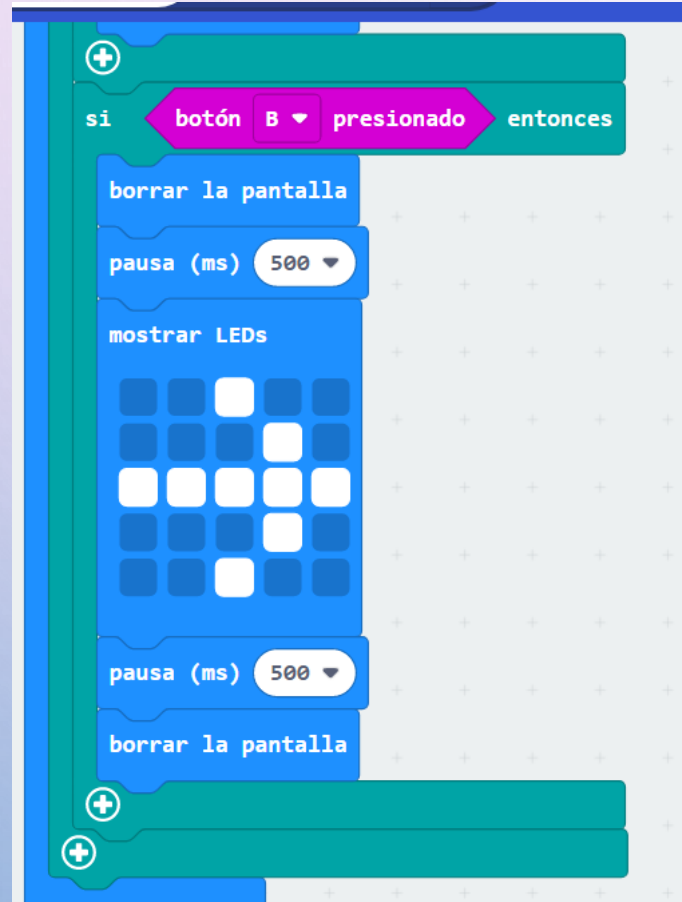 si botón B presionado entonces
borrar la pantalla
pausa (ms) 500
mostrar LEDs
pausa (ms) 500
borrar la pantalla